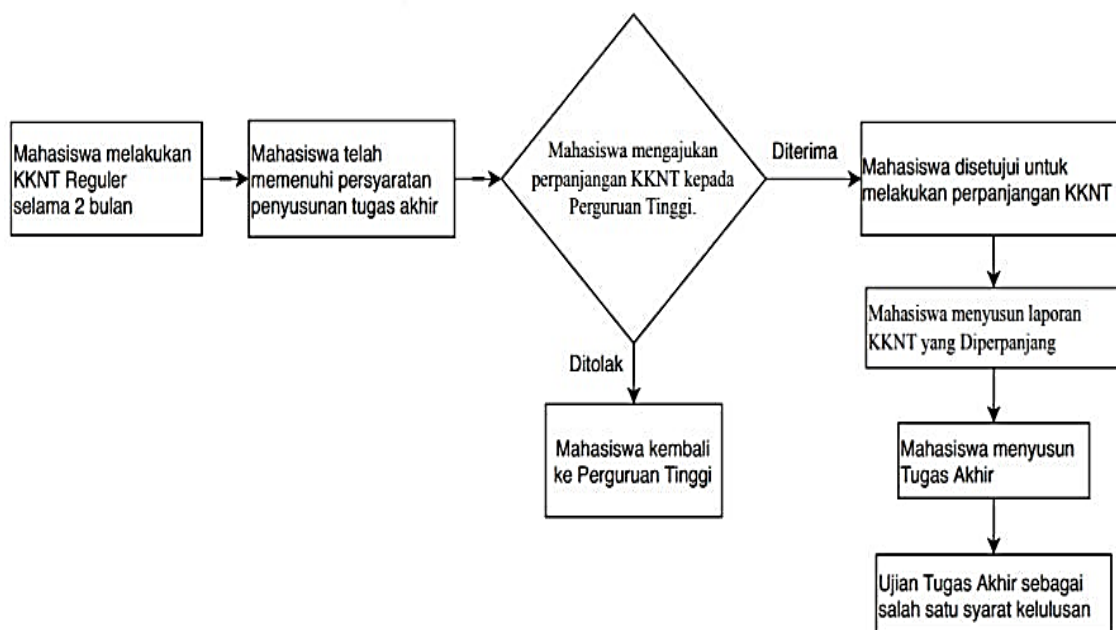 Mahasiswa melakukan
KKNT Reguler
selama 2 bulan
Mahasiswa telah
memenuhi persyaratan
penyusunan tugas akhir
Mahasiswa mengajukan
perpanjangan KKNT kepada
Perguruan Tinggi.
Diterima
Mahasiswa disetujui untuk
melakukan perpanjangan KKNT
Mahasiswa menyusun laporan
KKNT yang Diperpanjang
Ditolak
Mahasiswa kembali
ke Perguruan Tinggi
Mahasiswa menyusun
Tugas Akhir
Ujian Tugas Akhir sebagai
salah satu syarat kelulusan